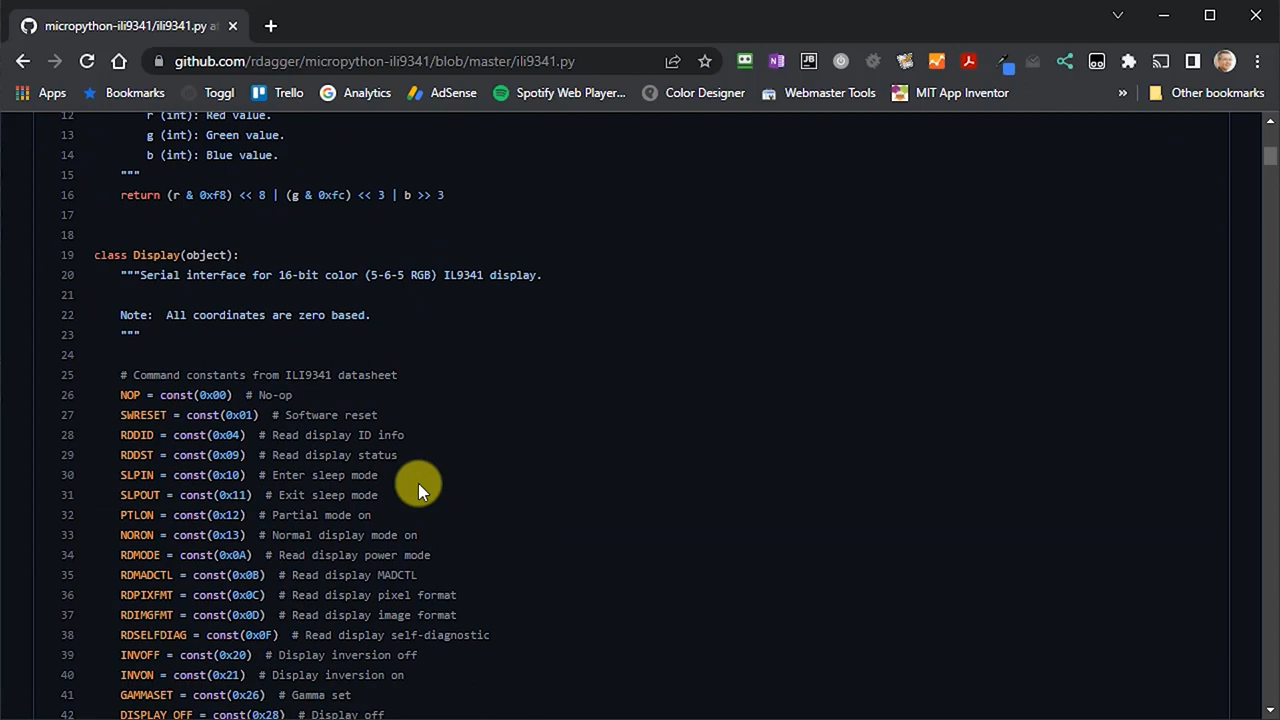 micropython-ili9341/ili9341.py a
github.com/rdagger/micropython-ili9341/blob/master/ili9341.py
Apps Bookmarks Toggl Trello Analytics AdSense Spotify Web Player... Color Designer Webmaster Tools MIT App Inventor » Other bookmarks
12 r (int): Red value.
13 g (int): Green value.
14 b (int): Blue value.
15 """
16 return (r & 0xf8) << 8 | (g & 0xfc) << 3 | b >> 3
17
18
19 class Display(object):
20 """Serial interface for 16-bit color (5-6-5 RGB) IL9341 display.
21
22 Note:  All coordinates are zero based.
23 """
24
25 # Command constants from ILI9341 datasheet
26 NOP = const(0x00)  # No-op
27 SWRESET = const(0x01)  # Software reset
28 RDDID = const(0x04)  # Read display ID info
29 RDDST = const(0x09)  # Read display status
30 SLPIN = const(0x10)  # Enter sleep mode
31 SLPOUT = const(0x11)  # Exit sleep mode
32 PTLON = const(0x12)  # Partial mode on
33 NORON = const(0x13)  # Normal display mode on
34 RDMODE = const(0x0A)  # Read display power mode
35 RDMADCTL = const(0x0B)  # Read display MADCTL
36 RDPIXFMT = const(0x0C)  # Read display pixel format
37 RDIMGFMT = const(0x0D)  # Read display image format
38 RDSELFDIAG = const(0x0F)  # Read display self-diagnostic
39 INVOFF = const(0x20)  # Display inversion off
40 INVON = const(0x21)  # Display inversion on
41 GAMMASET = const(0x26)  # Gamma set
42 DISPLAY_OFF = const(0x28)  # Display off